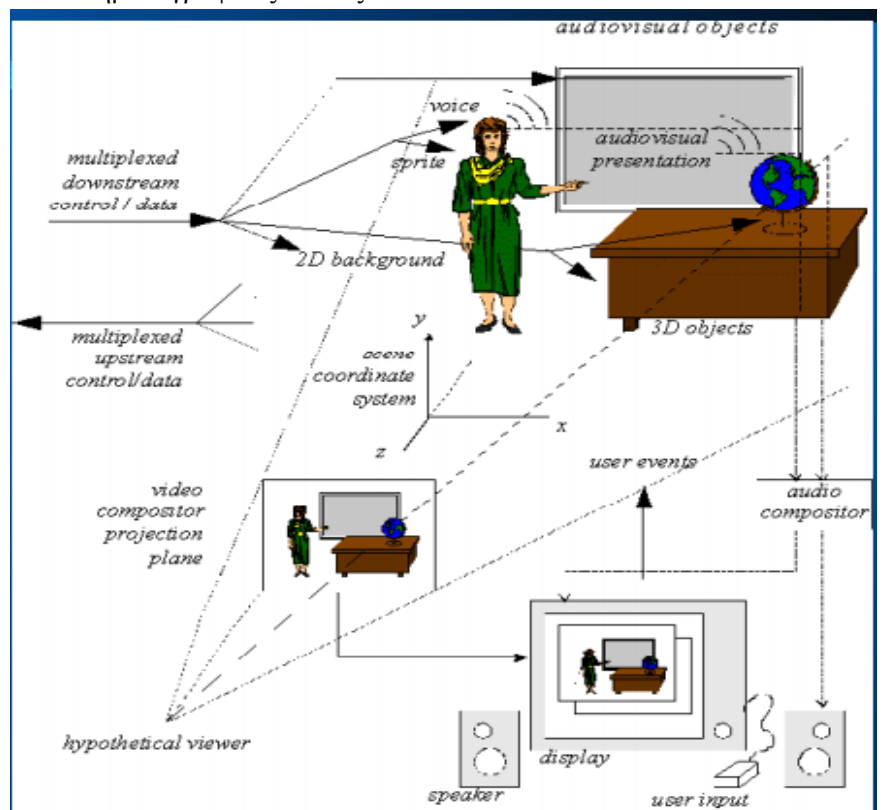 audiovisual objects
voice
audiovisual
presentation
sprite
multiplexed
downstream
control / data
2D background
3D objects
multiplexed
upstream
control/data
y
scene
coordinate
system
x
z
user events
video
compositor
projection
plane
audio
compositor
hypothetical viewer
display
speaker
user input